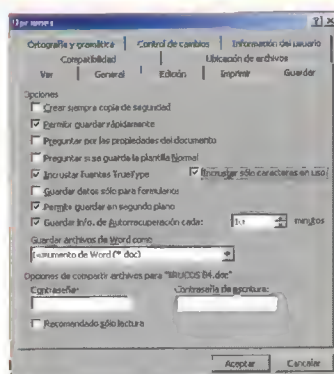 Opciones
Ortografía y gramática Control de cambios Información del usuario
Compatibilidad Ubicación de archivos
Ver General Edición Imprimir Guardar
Opciones
Crear siempre copia de seguridad
Permitir guardar rápidamente
Preguntar por las propiedades del documento
Preguntar si se guarda la plantilla Normal
Incrustar fuentes TrueType Incrustar sólo caracteres en uso
Guardar datos sólo para formularios
Permite guardar en segundo plano
Guardar info. de Autorrecuperación cada: minutos
Guardar archivos de Word como
Documento de Word (*.doc)
Opciones de compartir archivos para "TRUCOS 84.doc"
Contraseña: Contraseña de escritura:
Recomendado sólo lectura
Aceptar Cancelar